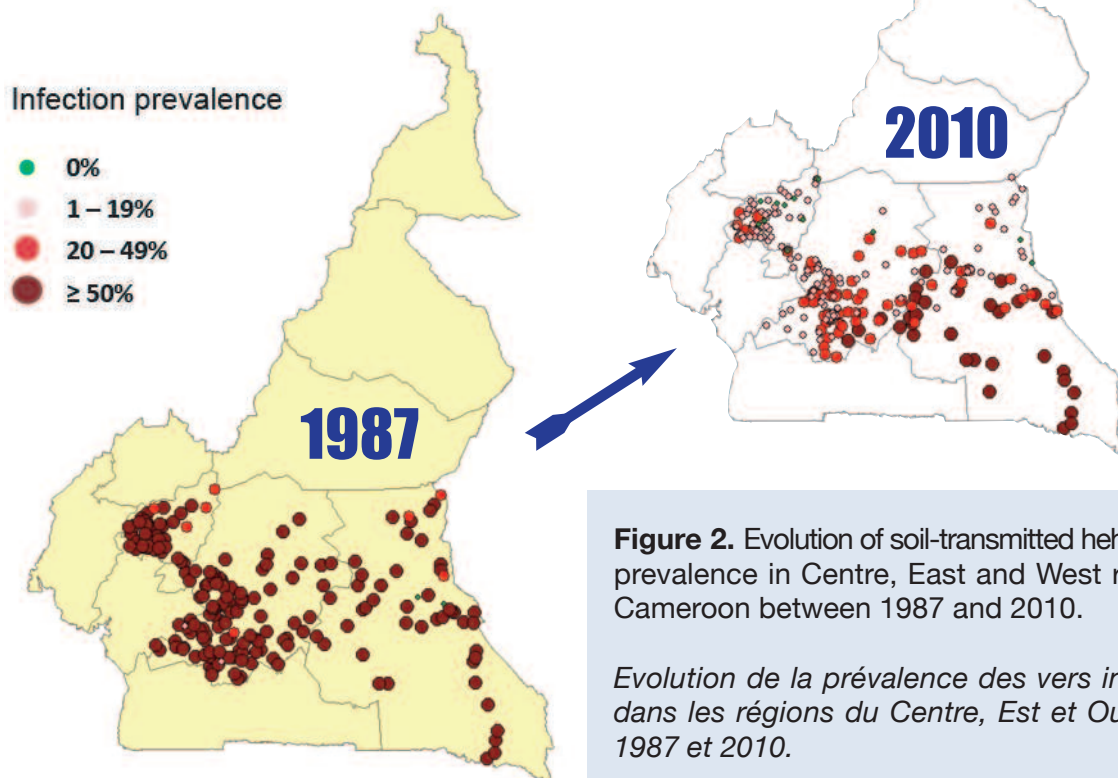 Infection prevalence
0%
1 – 19%
20 – 49%
≥ 50%
1987
2010
Figure 2. Evolution of soil-transmitted
prevalence in Centre, East and West
Cameroon between 1987 and 2010.
Evolution de la prévalence des vers
dans les régions du Centre, Est et
1987 et 2010.